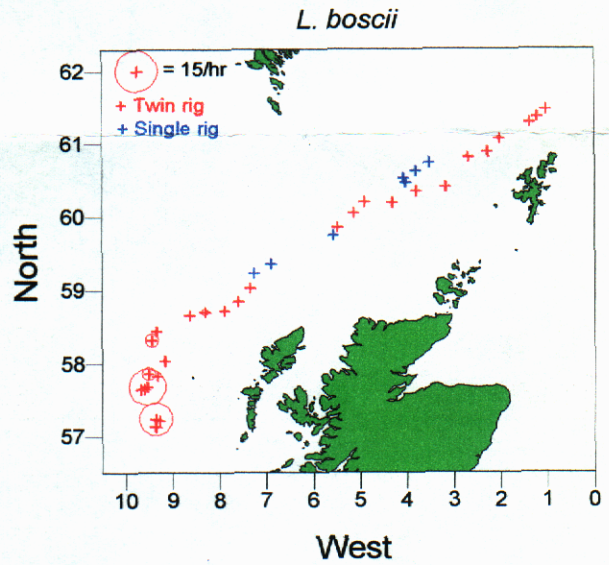 L. boscii
62
61
60
59
58
57
North
= 15/hr
+ Twin rig
+ Single rig
10 9 8 7 6 5 4 3 2 1 0
West